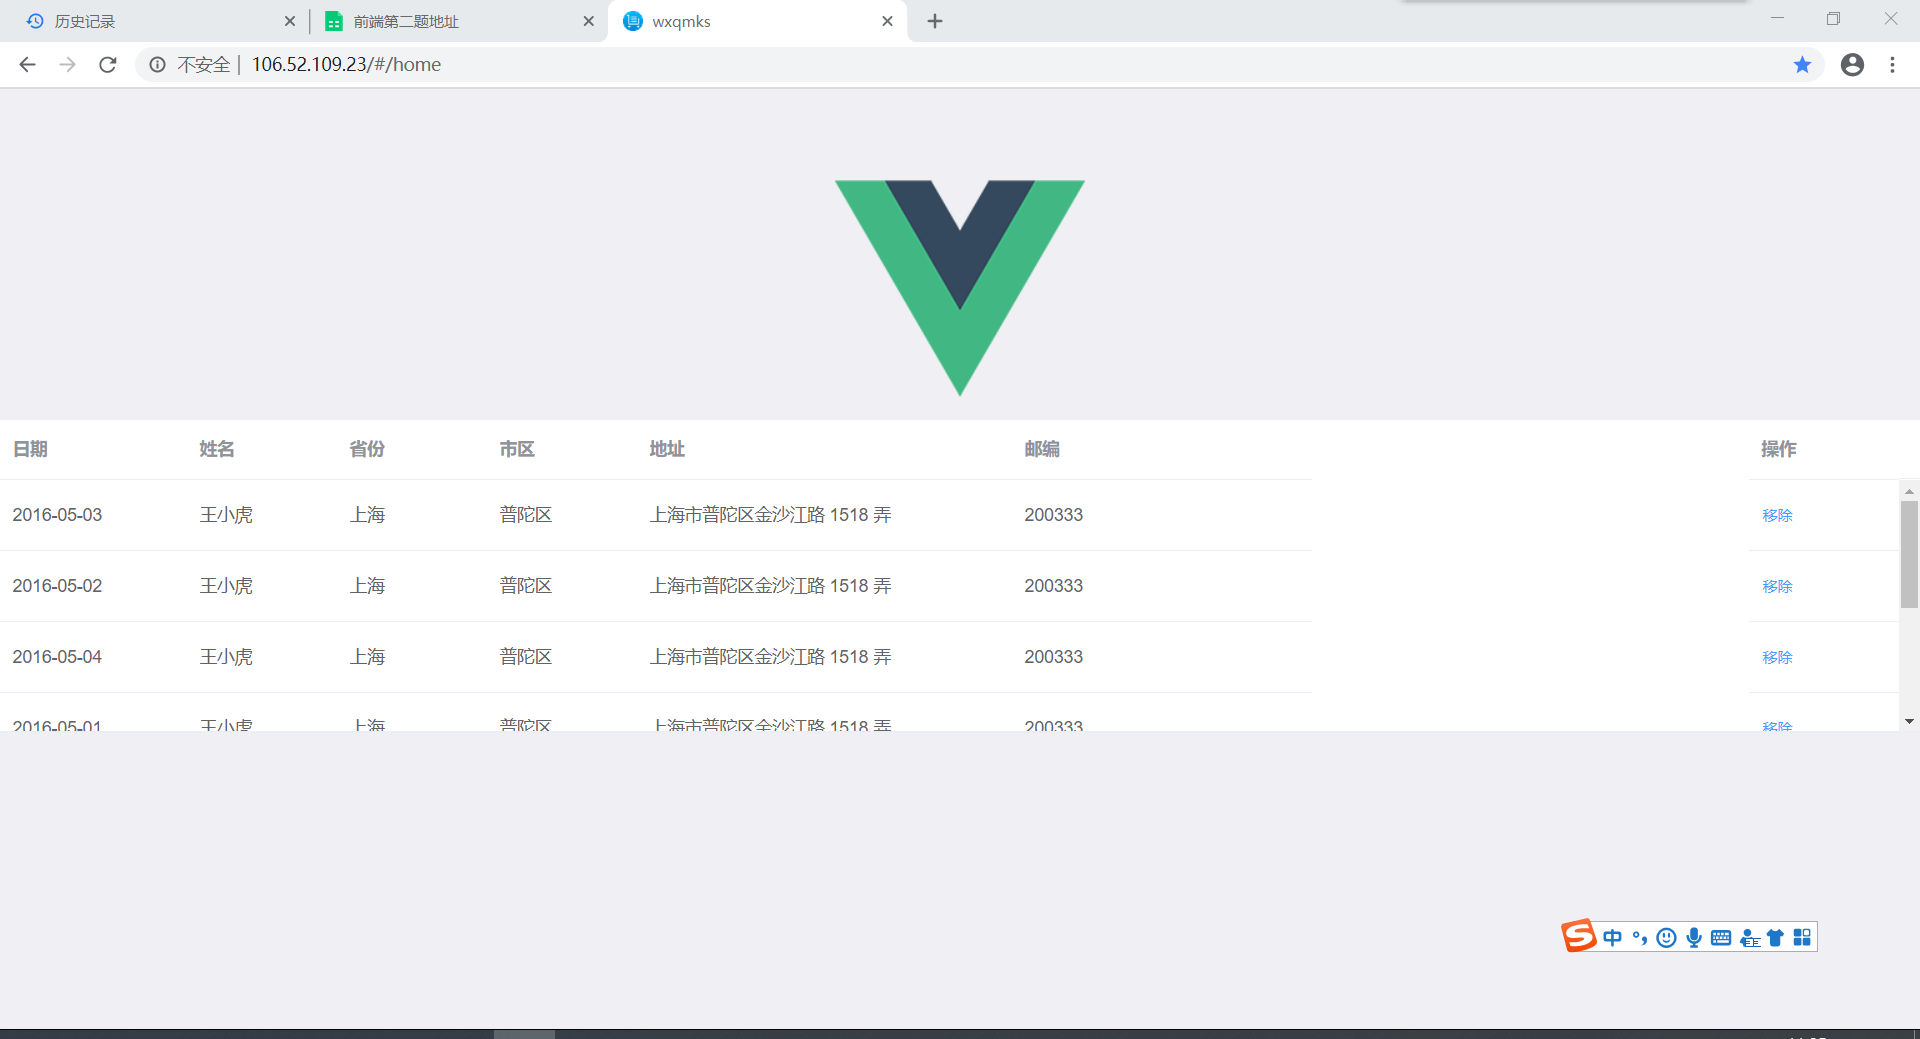 历史记录
前端第二题地址
wxqmks
不安全 | 106.52.109.23/#/home
日期 姓名 省份 市区 地址 邮编 操作
2016-05-03 王小虎 上海 普陀区 上海市普陀区金沙江路 1518 弄 200333 移除
2016-05-02 王小虎 上海 普陀区 上海市普陀区金沙江路 1518 弄 200333 移除
2016-05-04 王小虎 上海 普陀区 上海市普陀区金沙江路 1518 弄 200333 移除
2016-05-01 王小虎 上海 普陀区 上海市普陀区金沙江路 1518 弄 200333 移除
S 中 °,